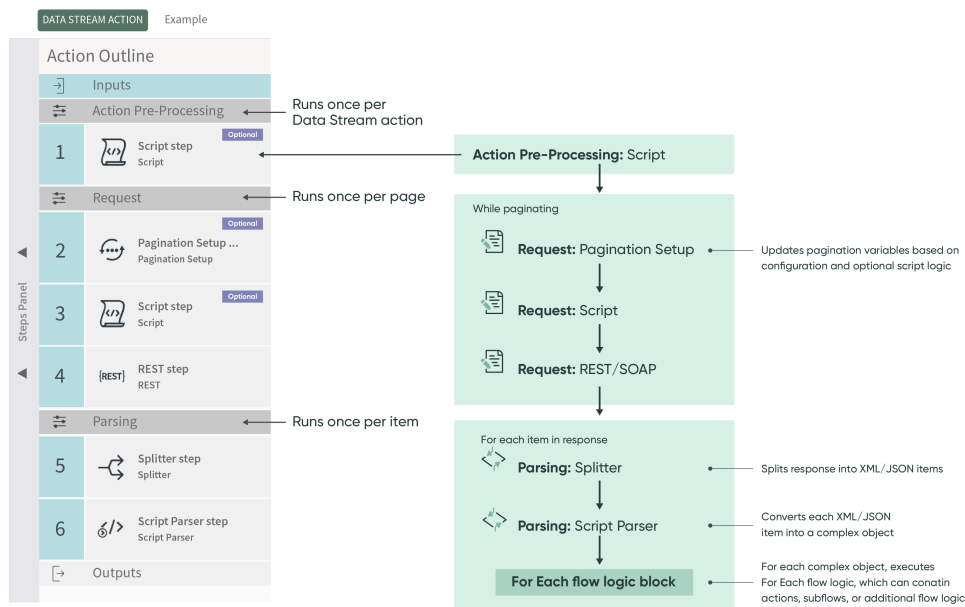 DATA STREAM ACTION
Example
Action Outline
Inputs
Action Pre-Processing
Runs once per
Data Stream action
1
Script step
Script
Optional
Request
Runs once per page
2
Pagination Setup ...
Pagination Setup
Optional
3
Script step
Script
Optional
4
{REST}
REST step
REST
Parsing
Runs once per item
5
Splitter step
Splitter
6
Script Parser step
Script Parser
Outputs
Steps Panel
Action Pre-Processing: Script
While paginating
Request: Pagination Setup
Updates pagination variables based on
configuration and optional script logic
Request: Script
Request: REST/SOAP
For each item in response
Parsing: Splitter
Splits response into XML/JSON items
Parsing: Script Parser
Converts each XML/JSON
item into a complex object
For Each flow logic block
For each complex object, executes
For Each flow logic, which can conatin
actions, subflows, or additional flow logic